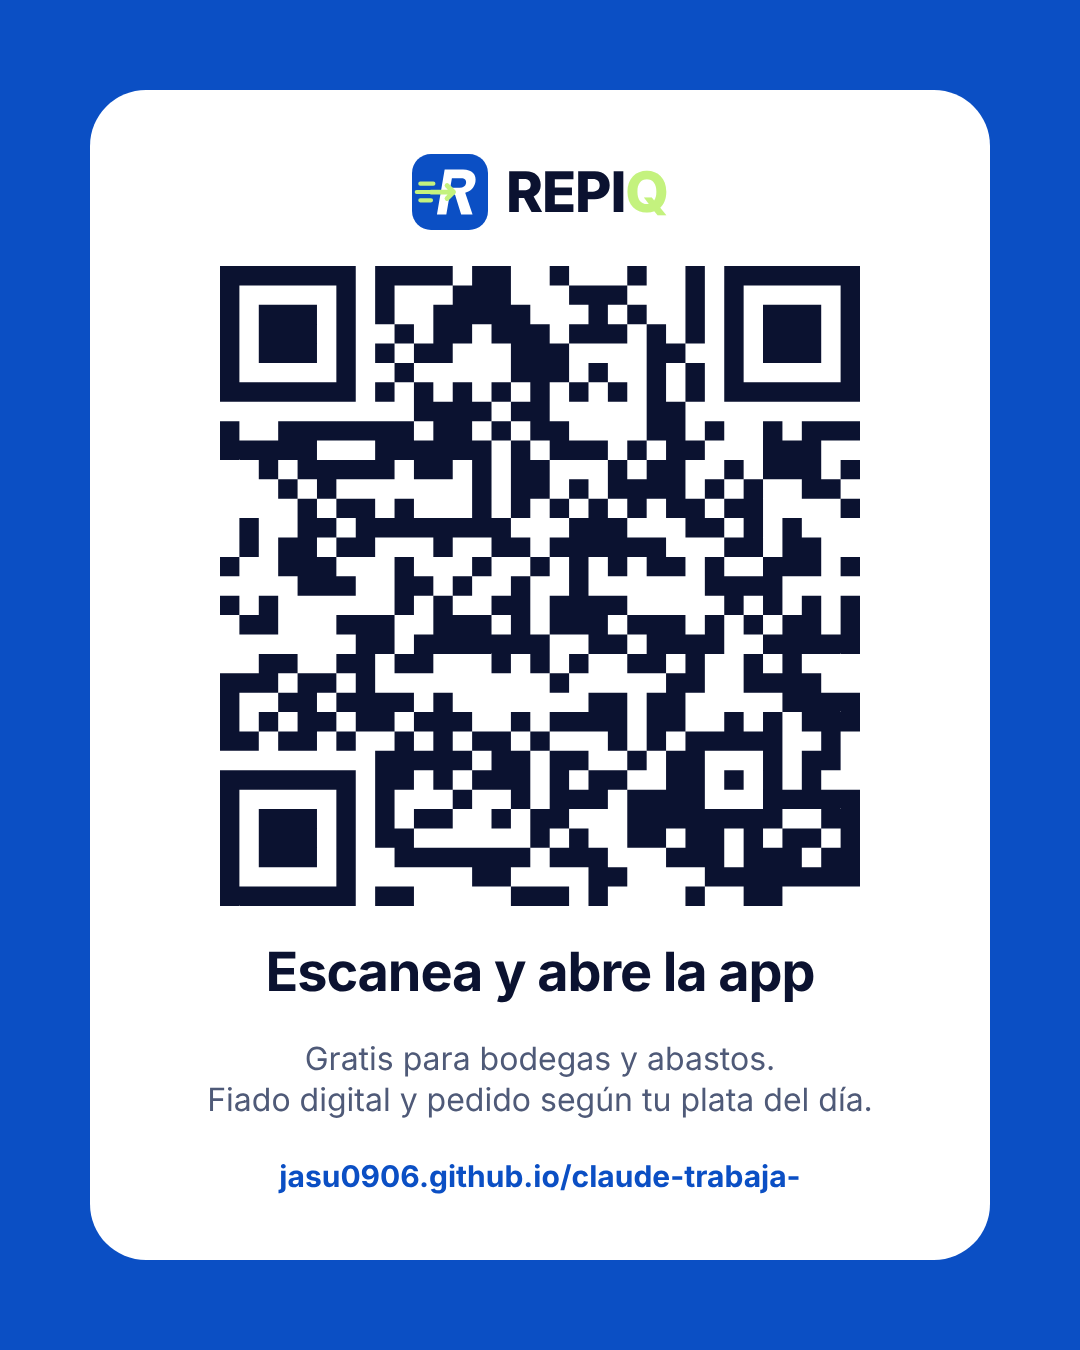 R REPIQ
Escanea y abre la app
Gratis para bodegas y abastos.
Fiado digital y pedido según tu plata del día.
jasu0906.github.io/claude-trabaja-